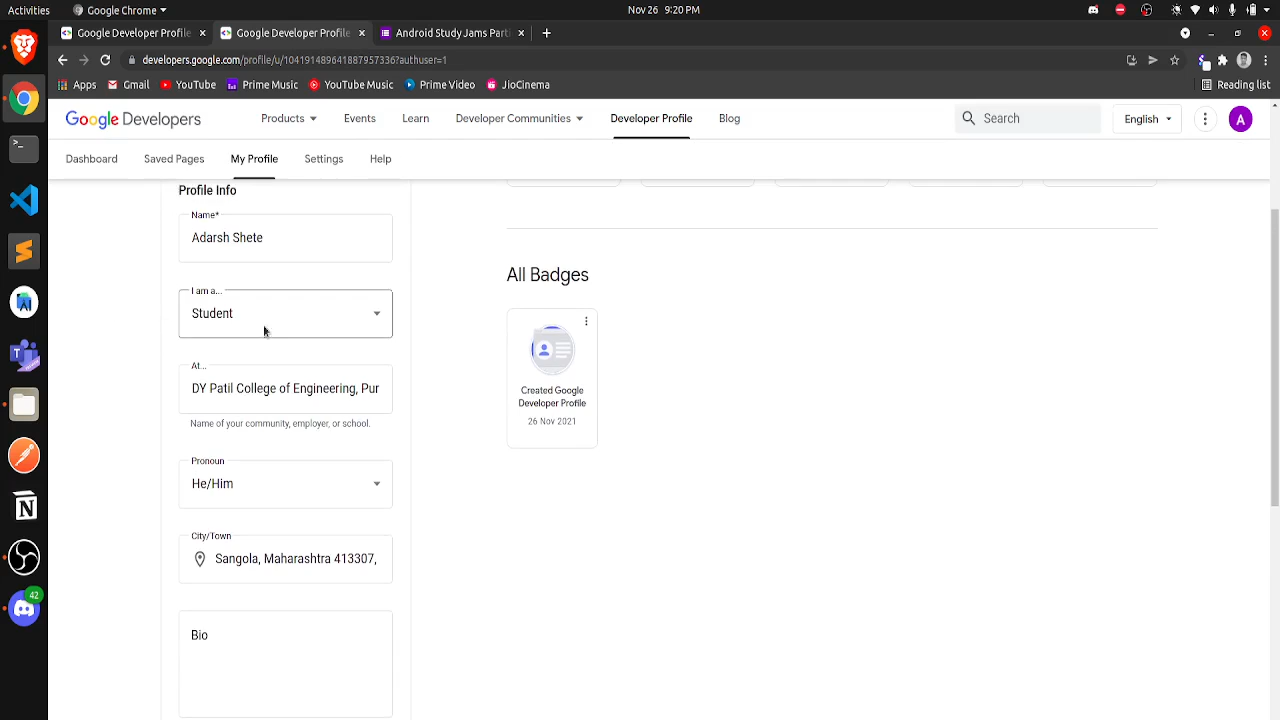 Activities
Google Chrome
Nov 26 9:20 PM
Google Developer Profile
Google Developer Profile
Android Study Jams Parti
developers.google.com/profile/u/104191489641887957336?authuser=1
Apps
Gmail
YouTube
Prime Music
YouTube Music
Prime Video
JioCinema
Reading list
Google Developers
Products
Events
Learn
Developer Communities
Developer Profile
Blog
Search
English
A
Dashboard
Saved Pages
My Profile
Settings
Help
Profile Info
Name*
Adarsh Shete
I am a...
Student
At...
DY Patil College of Engineering, Pur
Name of your community, employer, or school.
Pronoun
He/Him
City/Town
Sangola, Maharashtra 413307,
Bio
All Badges
Created Google
Developer Profile
26 Nov 2021
42